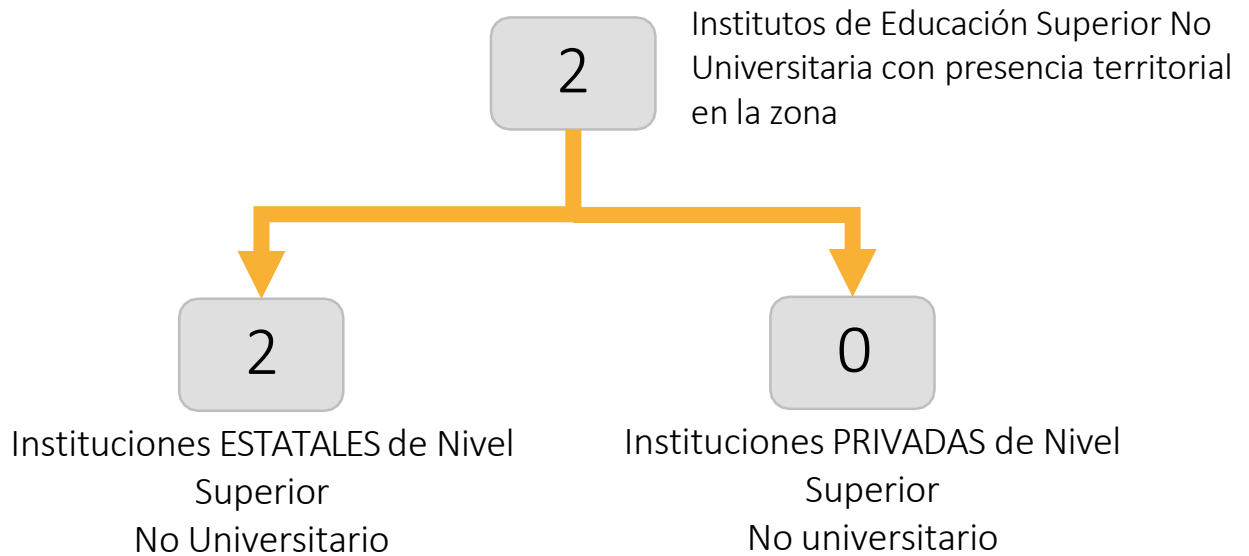 2
Institutos de Educación Superior No
Universitaria con presencia territorial
en la zona
2
Instituciones ESTATALES de Nivel
Superior
No Universitario
0
Instituciones PRIVADAS de Nivel
Superior
No universitario